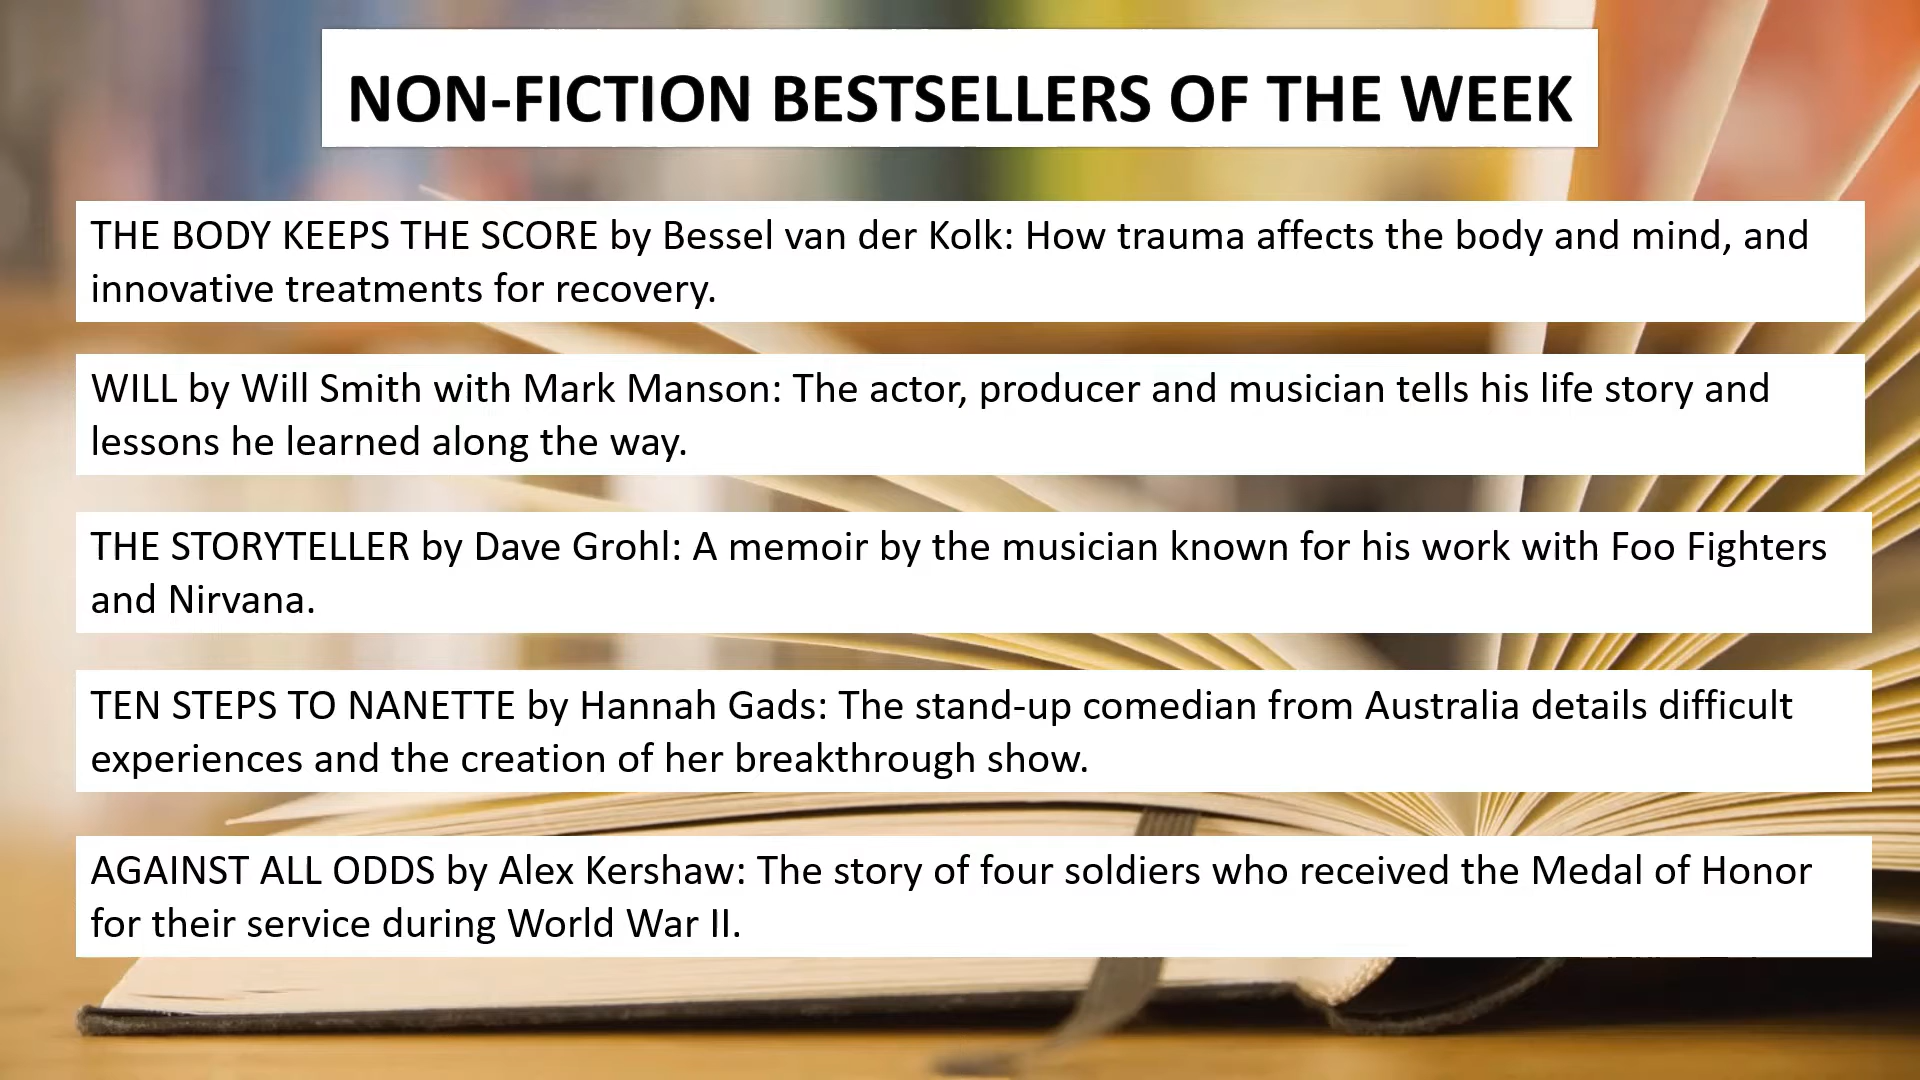 NON-FICTION BESTSELLERS OF THE WEEK
THE BODY KEEPS THE SCORE by Bessel van der Kolk: How trauma affects the body and mind, and
innovative treatments for recovery.
WILL by Will Smith with Mark Manson: The actor, producer and musician tells his life story and
lessons he learned along the way.
THE STORYTELLER by Dave Grohl: A memoir by the musician known for his work with Foo Fighters
and Nirvana.
TEN STEPS TO NANETTE by Hannah Gads: The stand-up comedian from Australia details difficult
experiences and the creation of her breakthrough show.
AGAINST ALL ODDS by Alex Kershaw: The story of four soldiers who received the Medal of Honor
for their service during World War II.